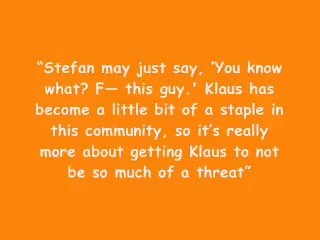 “Stefan may just say, ‘You know
what? F— this guy.’ Klaus has
become a little bit of a staple in
this community, so it’s really
more about getting Klaus to not
be so much of a threat”